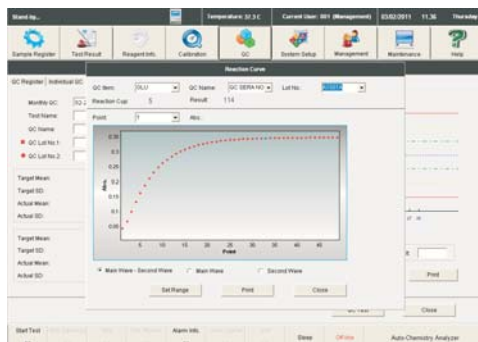 Stand-by... Temperature: 37.3 C Current User: 001 (Management) 03/02/2011 11.36 Thursday
Sample Register Test Result Reagent Info. Calibration QC System Setup Management Maintenance Help
Reaction Curve
QC Register Individual QC
QC Item: GLU QC Name QC SERA NO Lot No.:
Reaction Cup: 5 Result: 114
Point: 1 Abs.:
Monthly QC:
Test Name:
QC Name
QC Lot No.1:
QC Lot No.2
Target Mean:
Target SD:
Actual Mean:
Actual SD:
Target Mean:
Target SD:
Actual Mean:
Actual SD:
Abs.
0.35
0.3
0.25
0.2
0.15
0.1
0.05
5 10 15 20 25 30 35 40 45
Point
Main Wave - Second Wave Main Wave Second Wave
Set Range Print Close
Print
Close
Start Test Alarm Info. Sleep Off-line Auto-Chemistry Analyzer